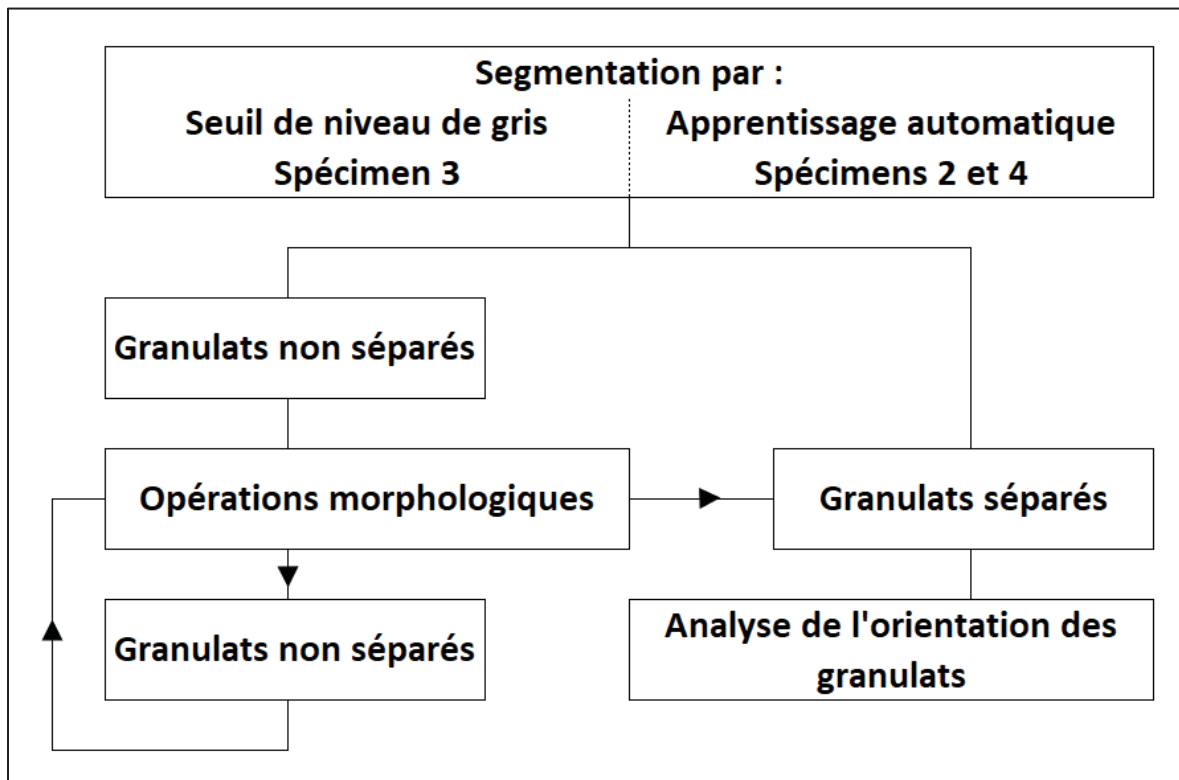 Segmentation par :
Seuil de niveau de gris
Spécimen 3
Apprentissage automatique
Spécimens 2 et 4
Granulats non séparés
Opérations morphologiques
Granulats séparés
Granulats non séparés
Analyse de l'orientation des
granulats